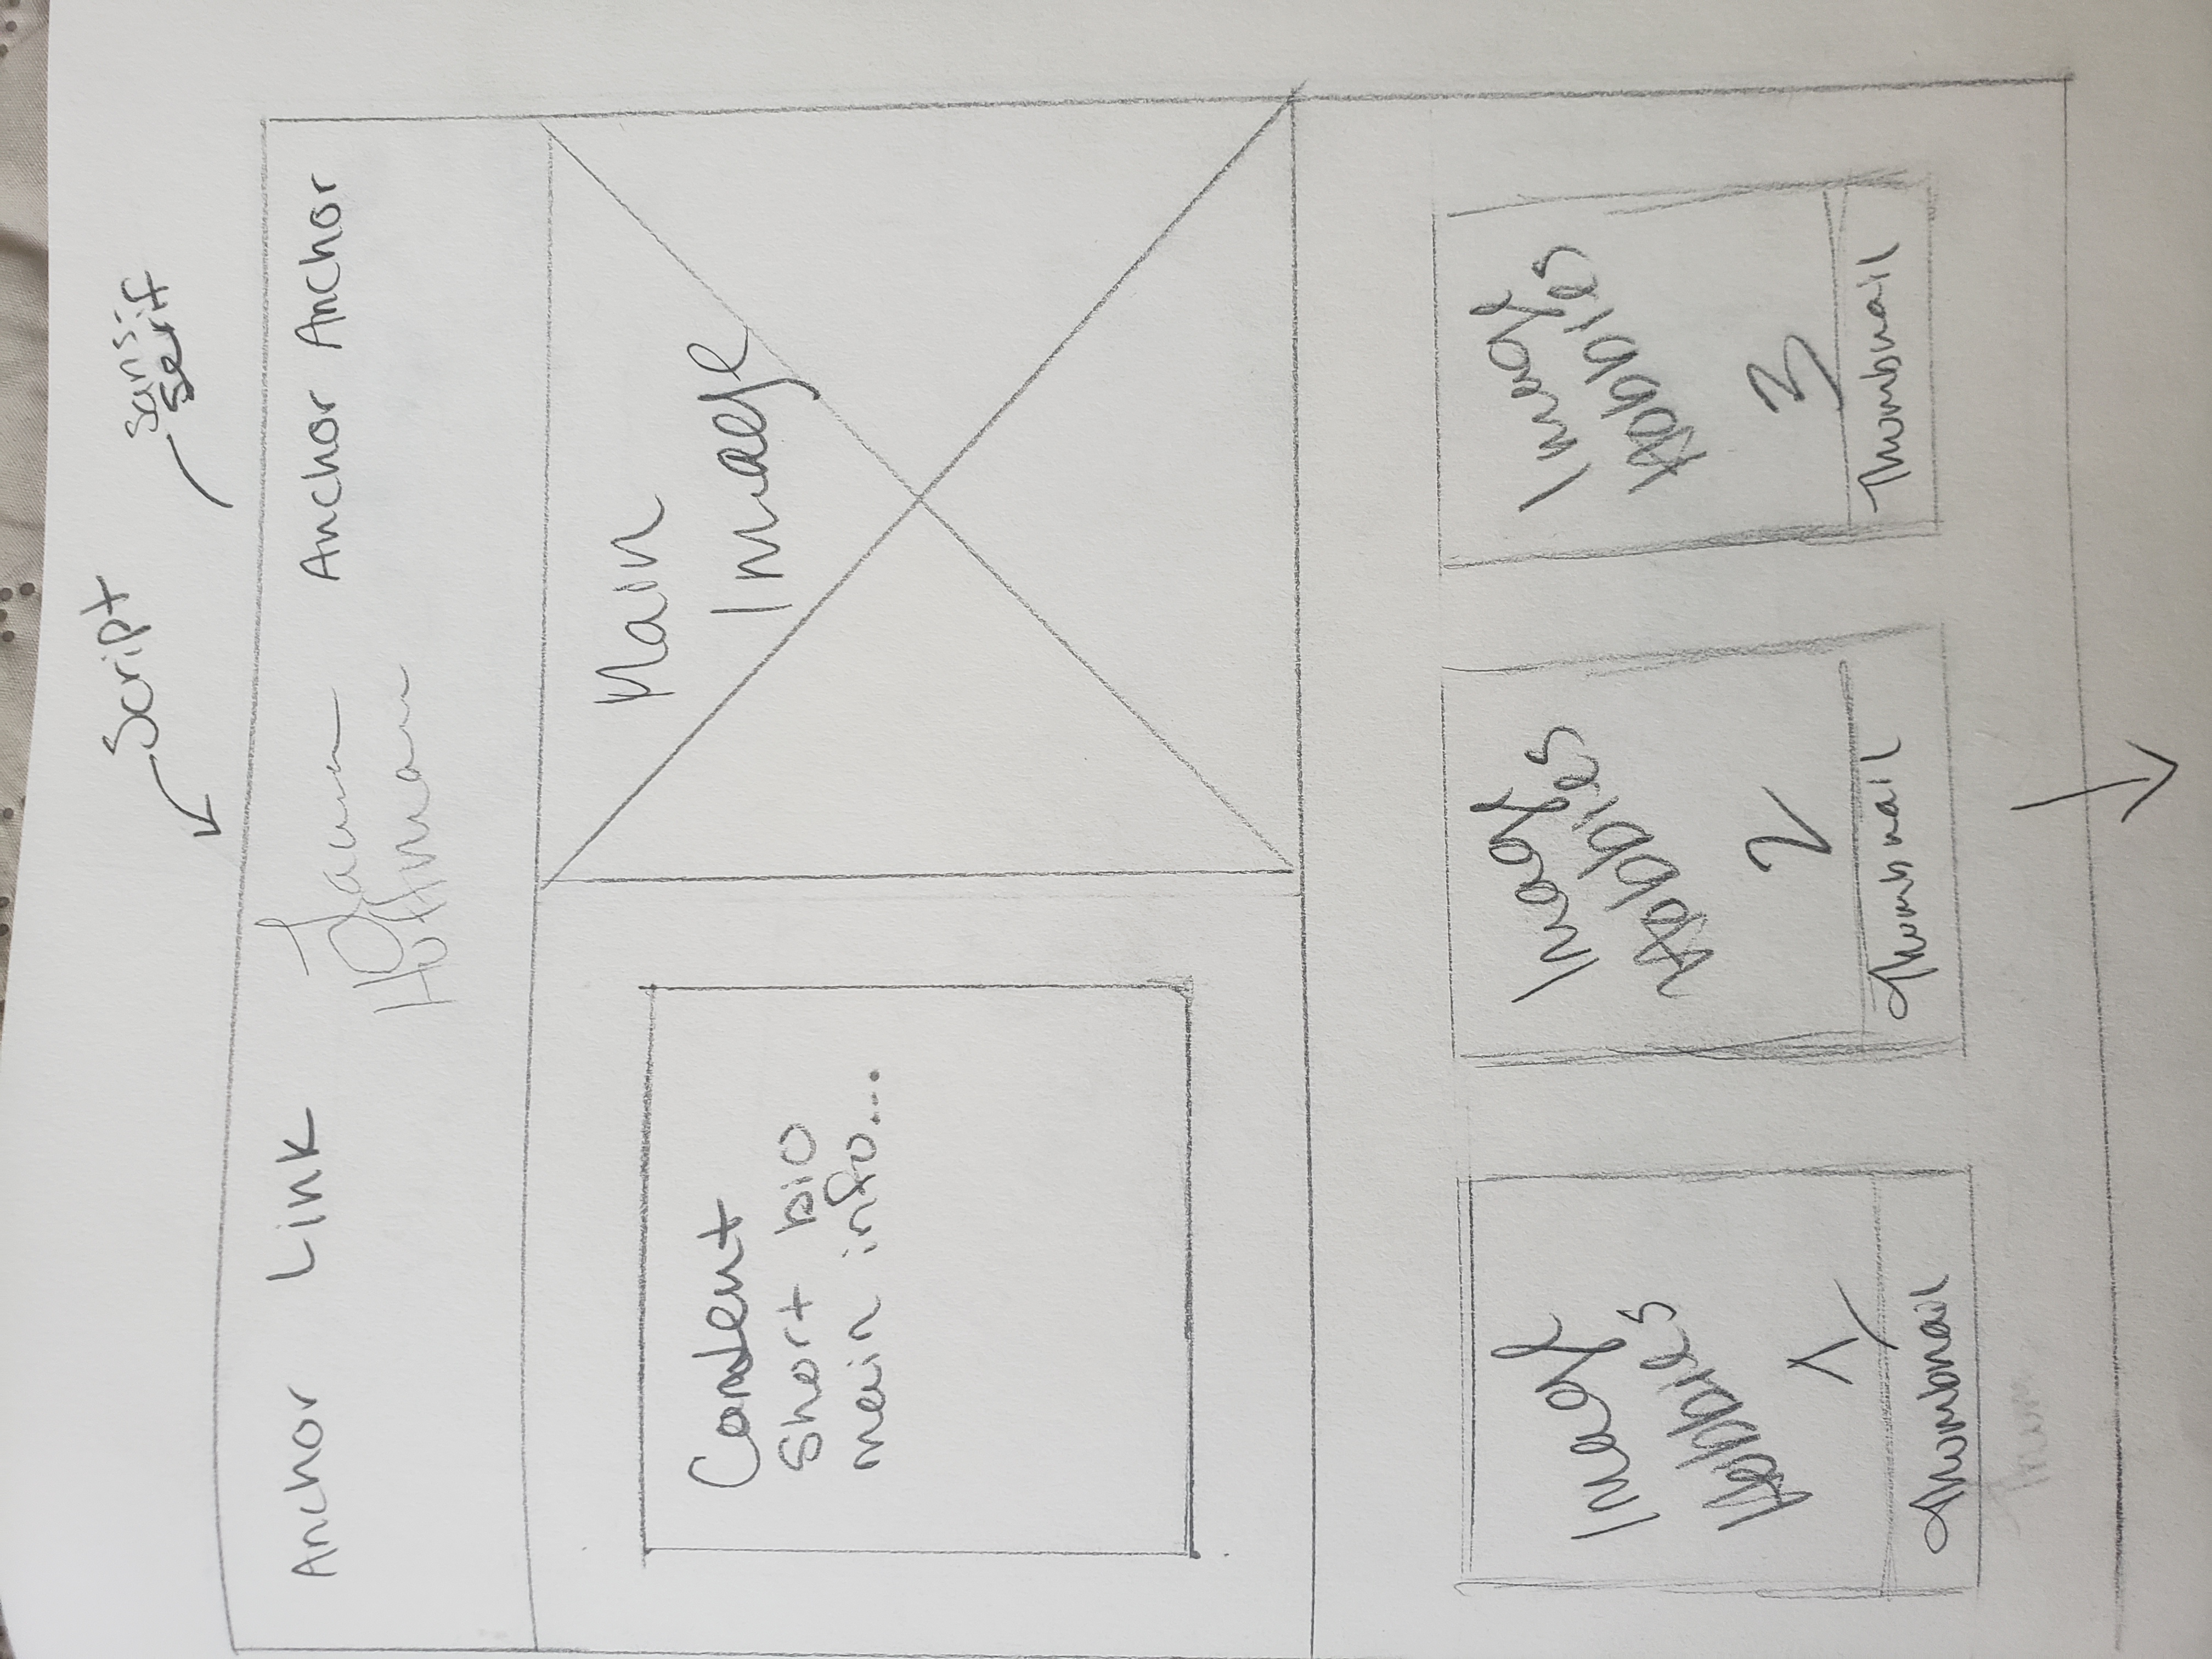 Script
sans-
serif
Anchor Link
Laura
Hoffman
Anchor Anchor
Content
Short bio
main info...
Main
Image
Image
Hobbies
1
Thumbnail
Image
Hobbies
2
Thumbnail
Image
Hobbies
3
Thumbnail
Thum